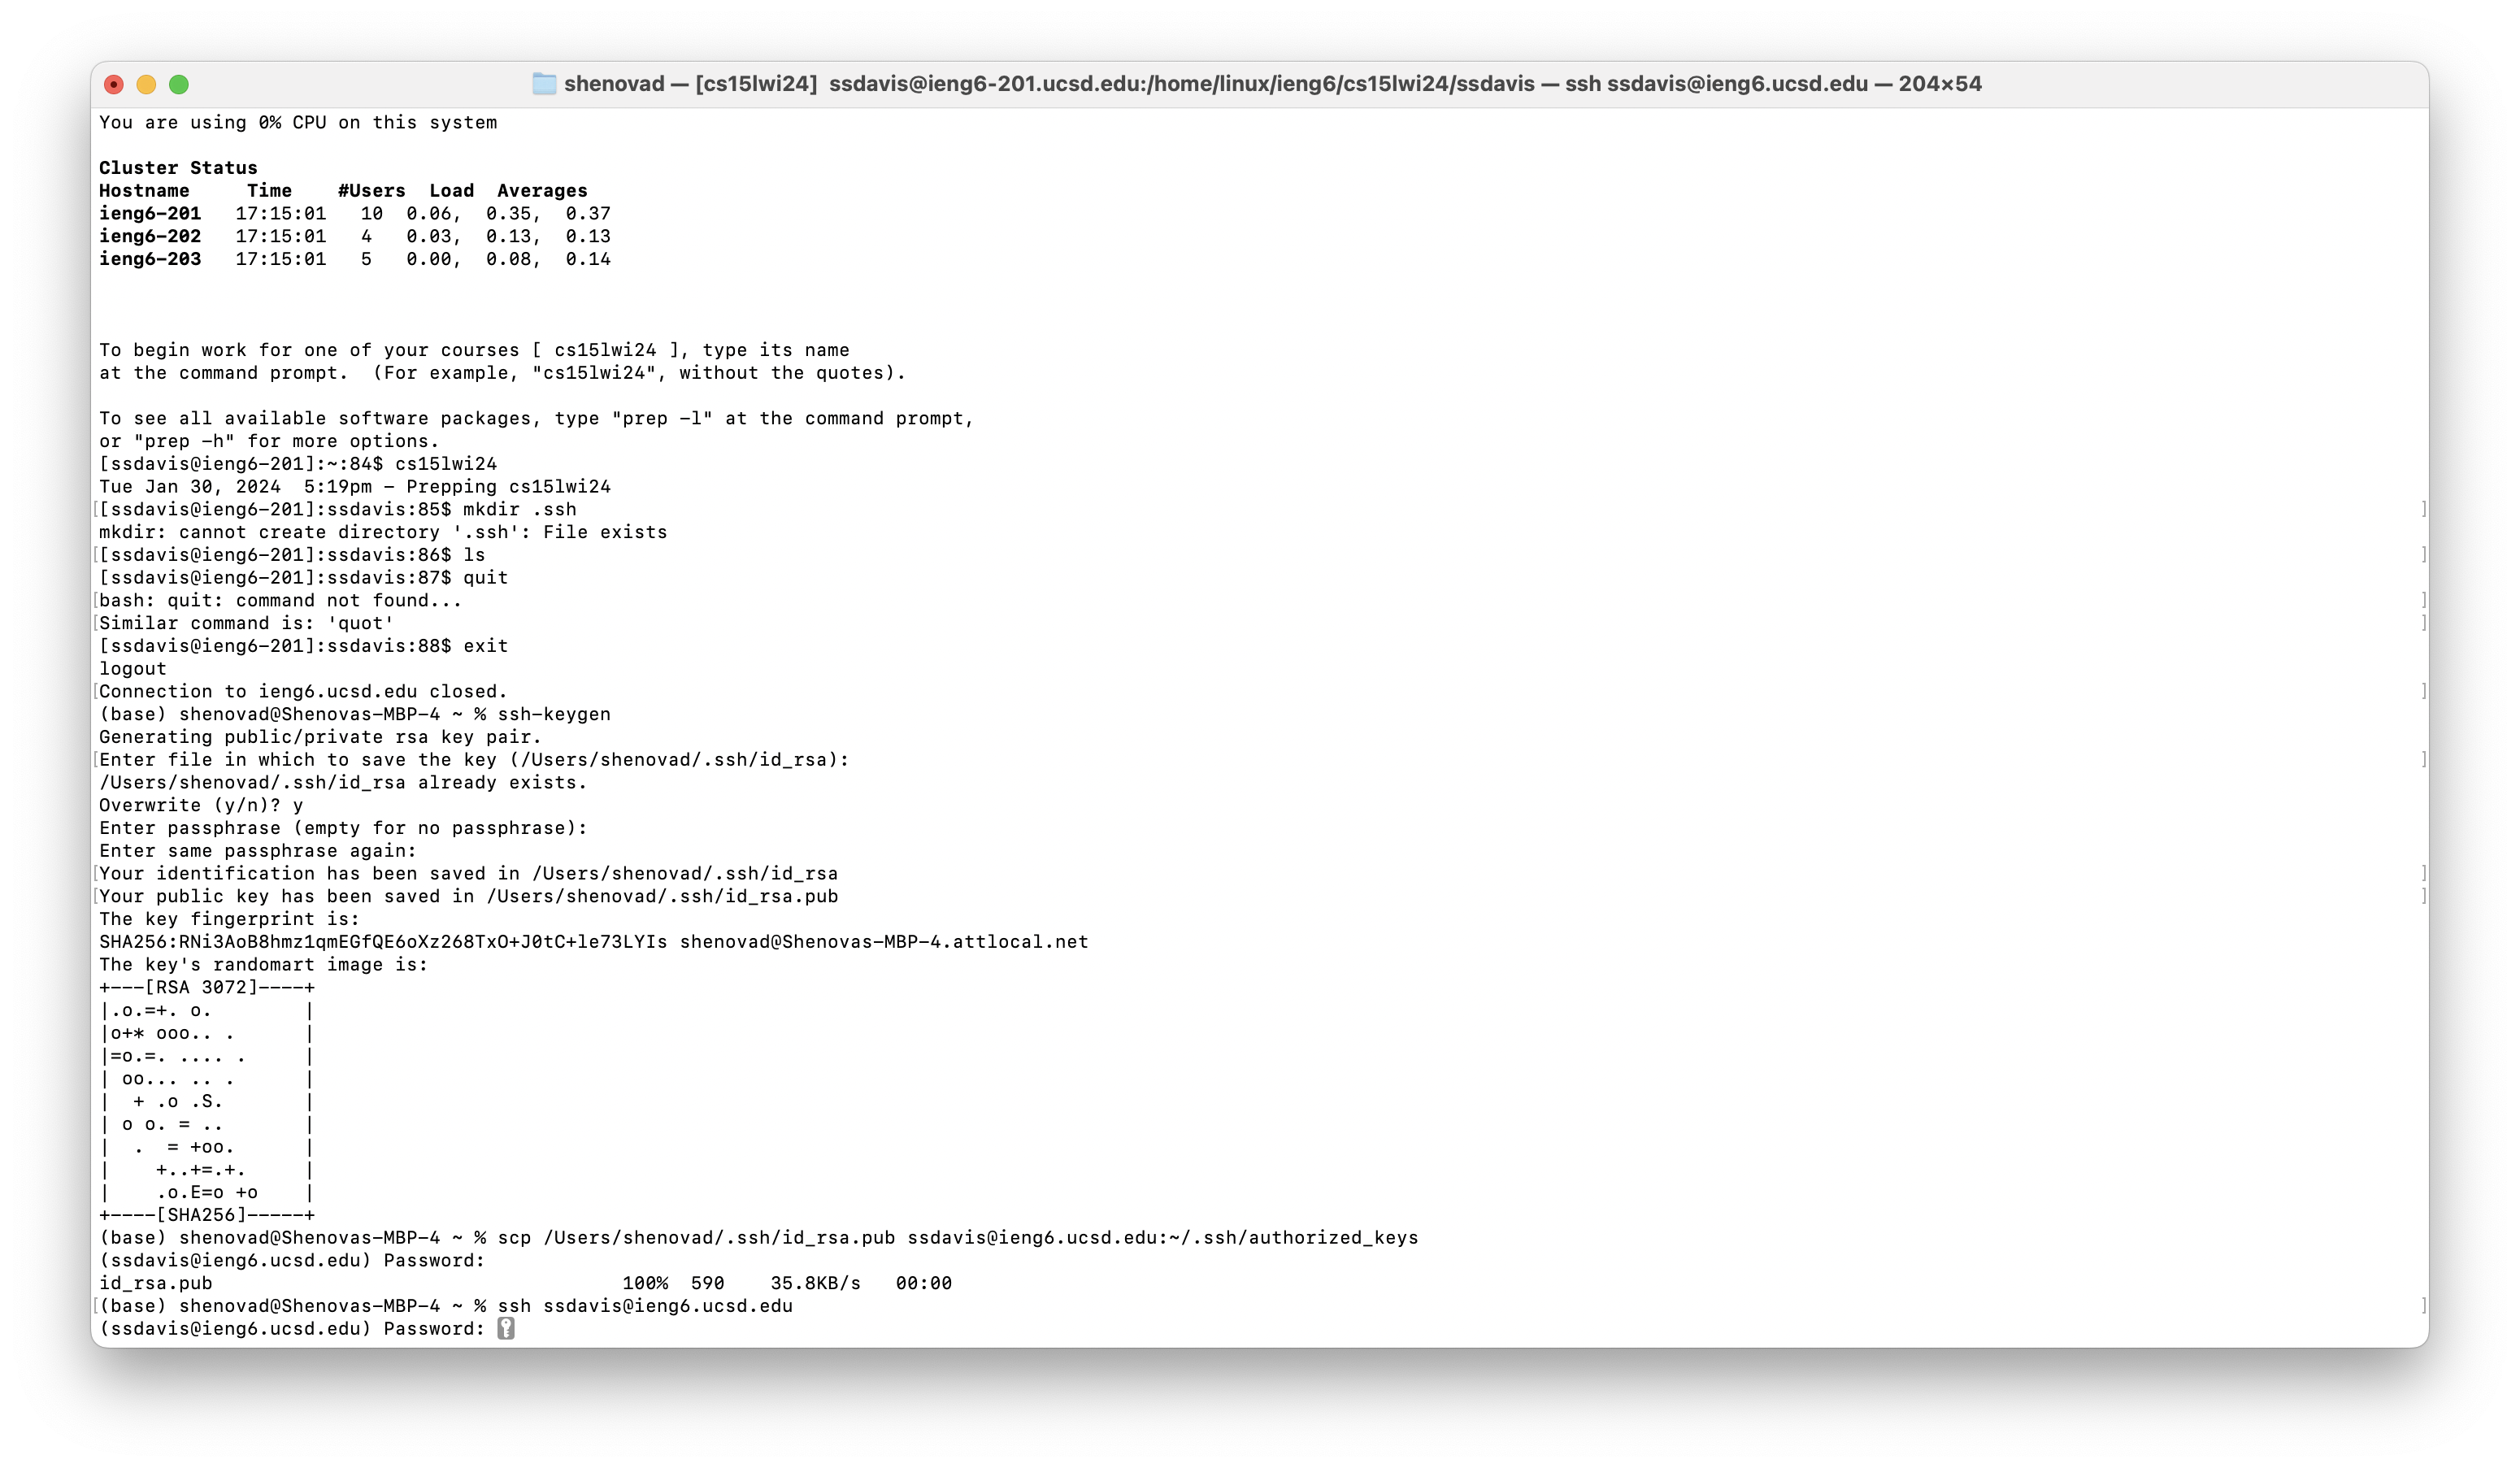 shenovad — [cs15lwi24]  ssdavis@ieng6-201.ucsd.edu:/home/linux/ieng6/cs15lwi24/ssdavis — ssh ssdavis@ieng6.ucsd.edu — 204×54
You are using 0% CPU on this system
Cluster Status
Hostname     Time    #Users  Load  Averages
ieng6-201   17:15:01   10  0.06,  0.35,  0.37
ieng6-202   17:15:01   4   0.03,  0.13,  0.13
ieng6-203   17:15:01   5   0.00,  0.08,  0.14
To begin work for one of your courses [ cs15lwi24 ], type its name
at the command prompt.  (For example, "cs15lwi24", without the quotes).
To see all available software packages, type "prep -l" at the command prompt,
or "prep -h" for more options.
[ssdavis@ieng6-201]:~:84$ cs15lwi24
Tue Jan 30, 2024  5:19pm - Prepping cs15lwi24
[[ssdavis@ieng6-201]:ssdavis:85$ mkdir .ssh ]
mkdir: cannot create directory '.ssh': File exists
[[ssdavis@ieng6-201]:ssdavis:86$ ls ]
[ssdavis@ieng6-201]:ssdavis:87$ quit
[bash: quit: command not found... ]
[Similar command is: 'quot' ]
[ssdavis@ieng6-201]:ssdavis:88$ exit
logout
[Connection to ieng6.ucsd.edu closed. ]
(base) shenovad@Shenovas-MBP-4 ~ % ssh-keygen
Generating public/private rsa key pair.
[Enter file in which to save the key (/Users/shenovad/.ssh/id_rsa): ]
/Users/shenovad/.ssh/id_rsa already exists.
Overwrite (y/n)? y
Enter passphrase (empty for no passphrase):
Enter same passphrase again:
[Your identification has been saved in /Users/shenovad/.ssh/id_rsa ]
[Your public key has been saved in /Users/shenovad/.ssh/id_rsa.pub ]
The key fingerprint is:
SHA256:RNi3AoB8hmz1qmEGfQE6oXz268TxO+J0tC+le73LYIs shenovad@Shenovas-MBP-4.attlocal.net
The key's randomart image is:
+---[RSA 3072]----+
|.o.=+. o.        |
|o+* ooo.. .      |
|=o.=. .... .     |
| oo... .. .      |
|  + .o .S.       |
| o o. = ..       |
|  .  = +oo.      |
|    +..+=.+.     |
|    .o.E=o +o    |
+----[SHA256]-----+
(base) shenovad@Shenovas-MBP-4 ~ % scp /Users/shenovad/.ssh/id_rsa.pub ssdavis@ieng6.ucsd.edu:~/.ssh/authorized_keys
(ssdavis@ieng6.ucsd.edu) Password:
id_rsa.pub                                    100%  590    35.8KB/s   00:00
[(base) shenovad@Shenovas-MBP-4 ~ % ssh ssdavis@ieng6.ucsd.edu ]
(ssdavis@ieng6.ucsd.edu) Password: